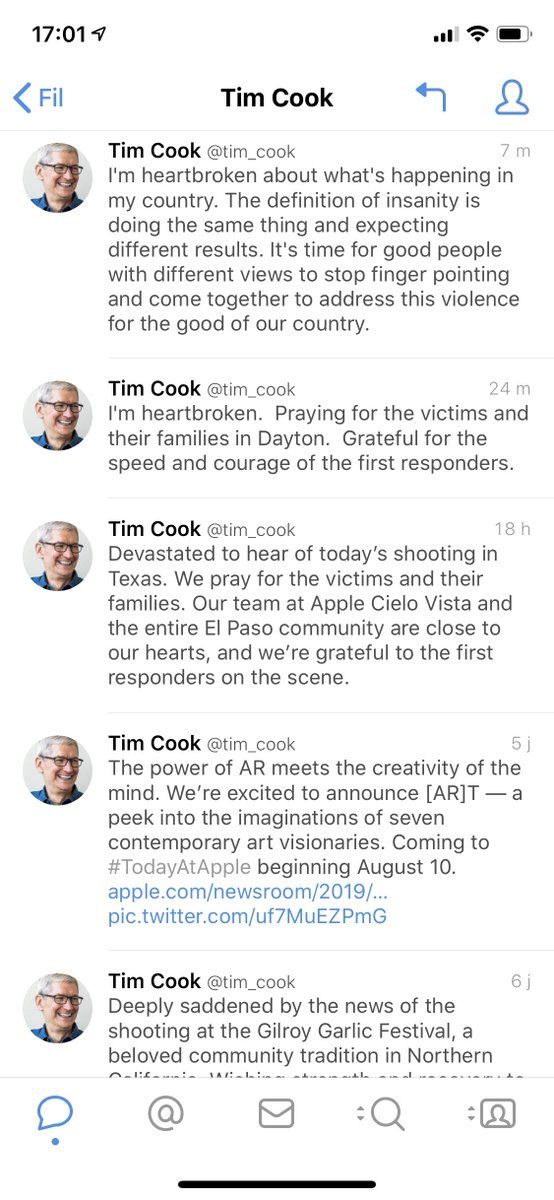 17:01
Fil
Tim Cook
Tim Cook @tim_cook 7 m
I'm heartbroken about what's happening in
my country. The definition of insanity is
doing the same thing and expecting
different results. It's time for good people
with different views to stop finger pointing
and come together to address this violence
for the good of our country.
Tim Cook @tim_cook 24 m
I'm heartbroken.  Praying for the victims and
their families in Dayton.  Grateful for the
speed and courage of the first responders.
Tim Cook @tim_cook 18 h
Devastated to hear of today’s shooting in
Texas. We pray for the victims and their
families. Our team at Apple Cielo Vista and
the entire El Paso community are close to
our hearts, and we’re grateful to the first
responders on the scene.
Tim Cook @tim_cook 5 j
The power of AR meets the creativity of the
mind. We’re excited to announce [AR]T — a
peek into the imaginations of seven
contemporary art visionaries. Coming to
#TodayAtApple beginning August 10.
apple.com/newsroom/2019/...
pic.twitter.com/uf7MuEZPmG
Tim Cook @tim_cook 6 j
Deeply saddened by the news of the
shooting at the Gilroy Garlic Festival, a
beloved community tradition in Northern
California. Wishing strength and recovery to